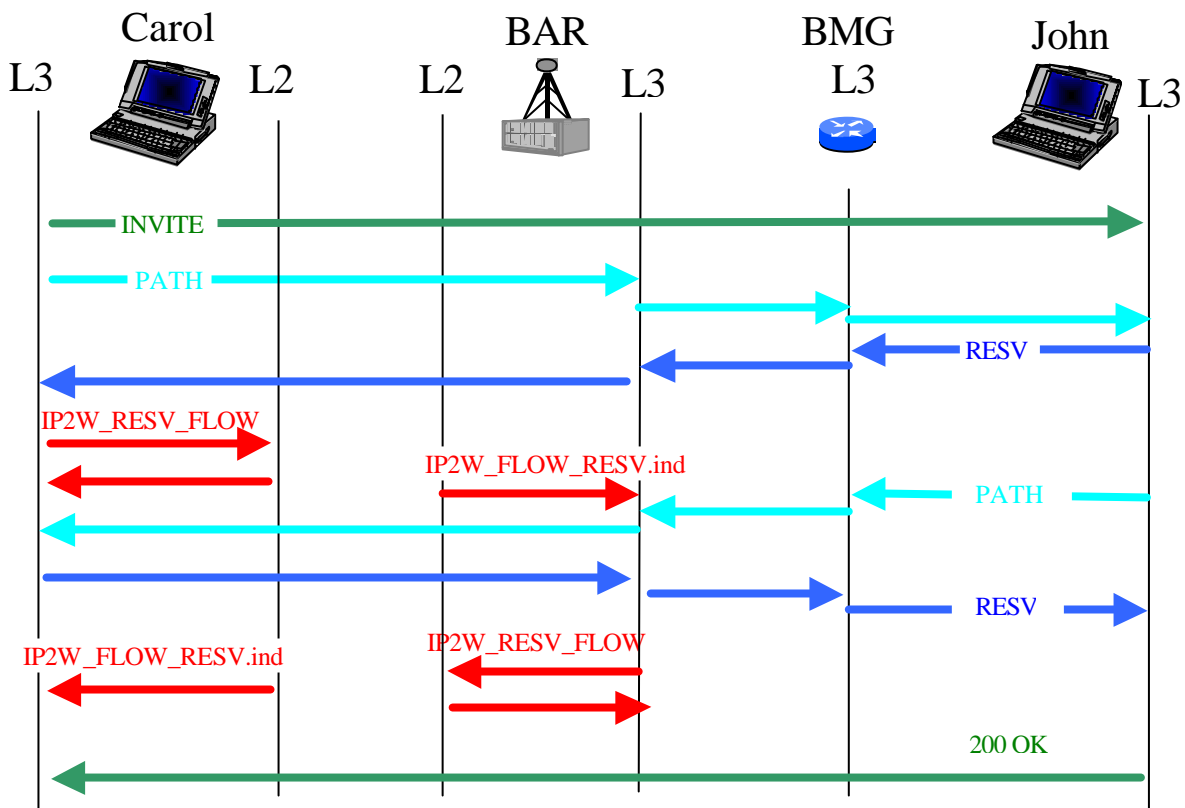 Carol
BAR
BMG
John
L3
L2
L2
L3
L3
L3
INVITE
PATH
RESV
IP2W_RESV_FLOW
IP2W_FLOW_RESV.ind
PATH
RESV
IP2W_FLOW_RESV.ind
IP2W_RESV_FLOW
200 OK